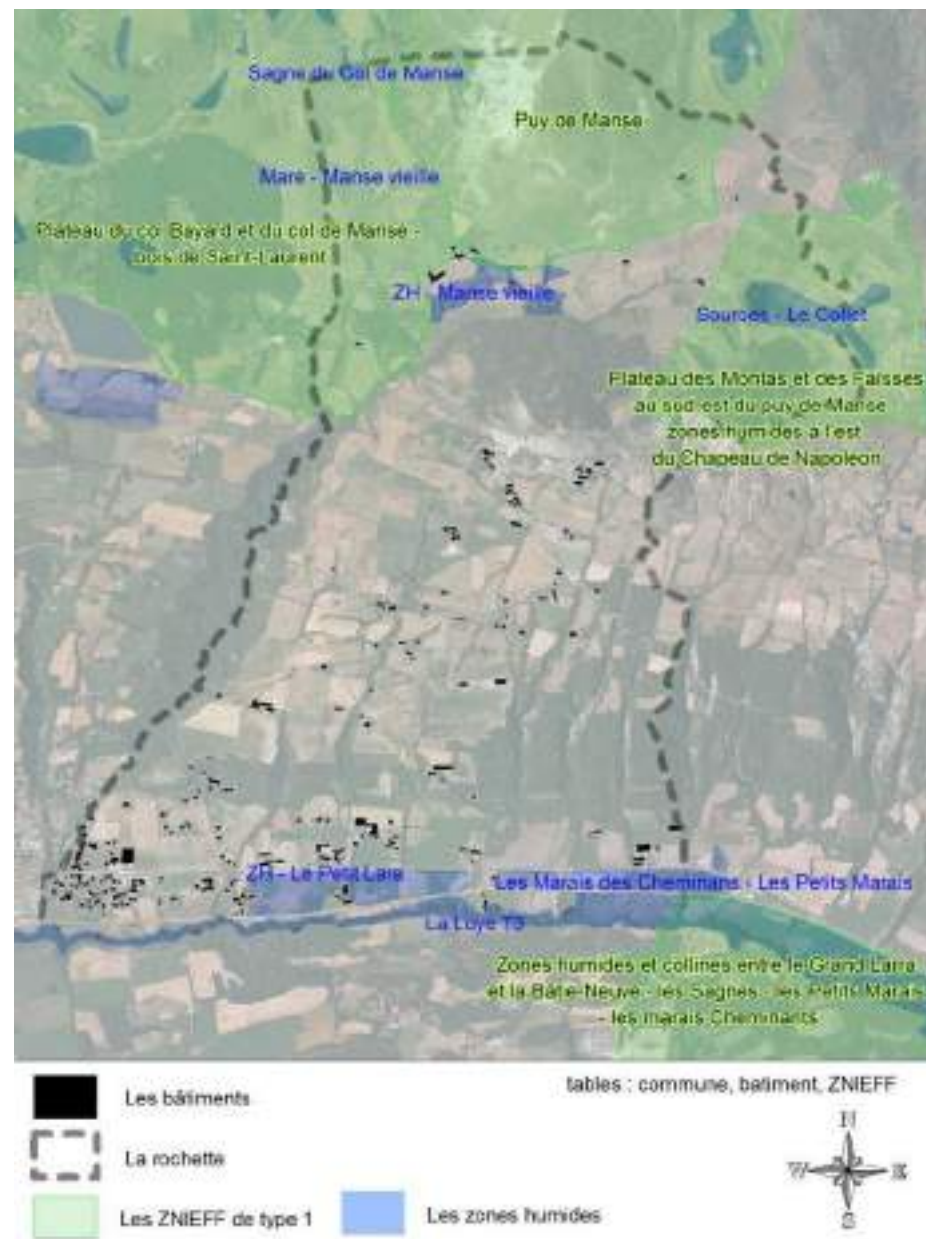 Sagne du Col de Manse
Puy de Manse
Mare - Manse vieille
Plateau du col Bayard et du col de Manse -
bois de Saint-Laurent
ZH - Manse vieille
Sources - Le Collet
Plateau des Montas et des Faïsses
au sud-est du puy de Manse
zones humides a l'est
du Chapeau de Napoleon
ZH - Le Petit Lara
Les Marais des Cheminans - Les Petits Marais
La Luye
Zones humides et collines entre le Grand Larra
et la Bâtie-Neuve - les Sagnes - les Petits Marais
- les marais Cheminants
Les bâtiments
tables : commune, batiment, ZNIEFF
La rochette
N
W E
S
Les ZNIEFF de type 1
Les zones humides